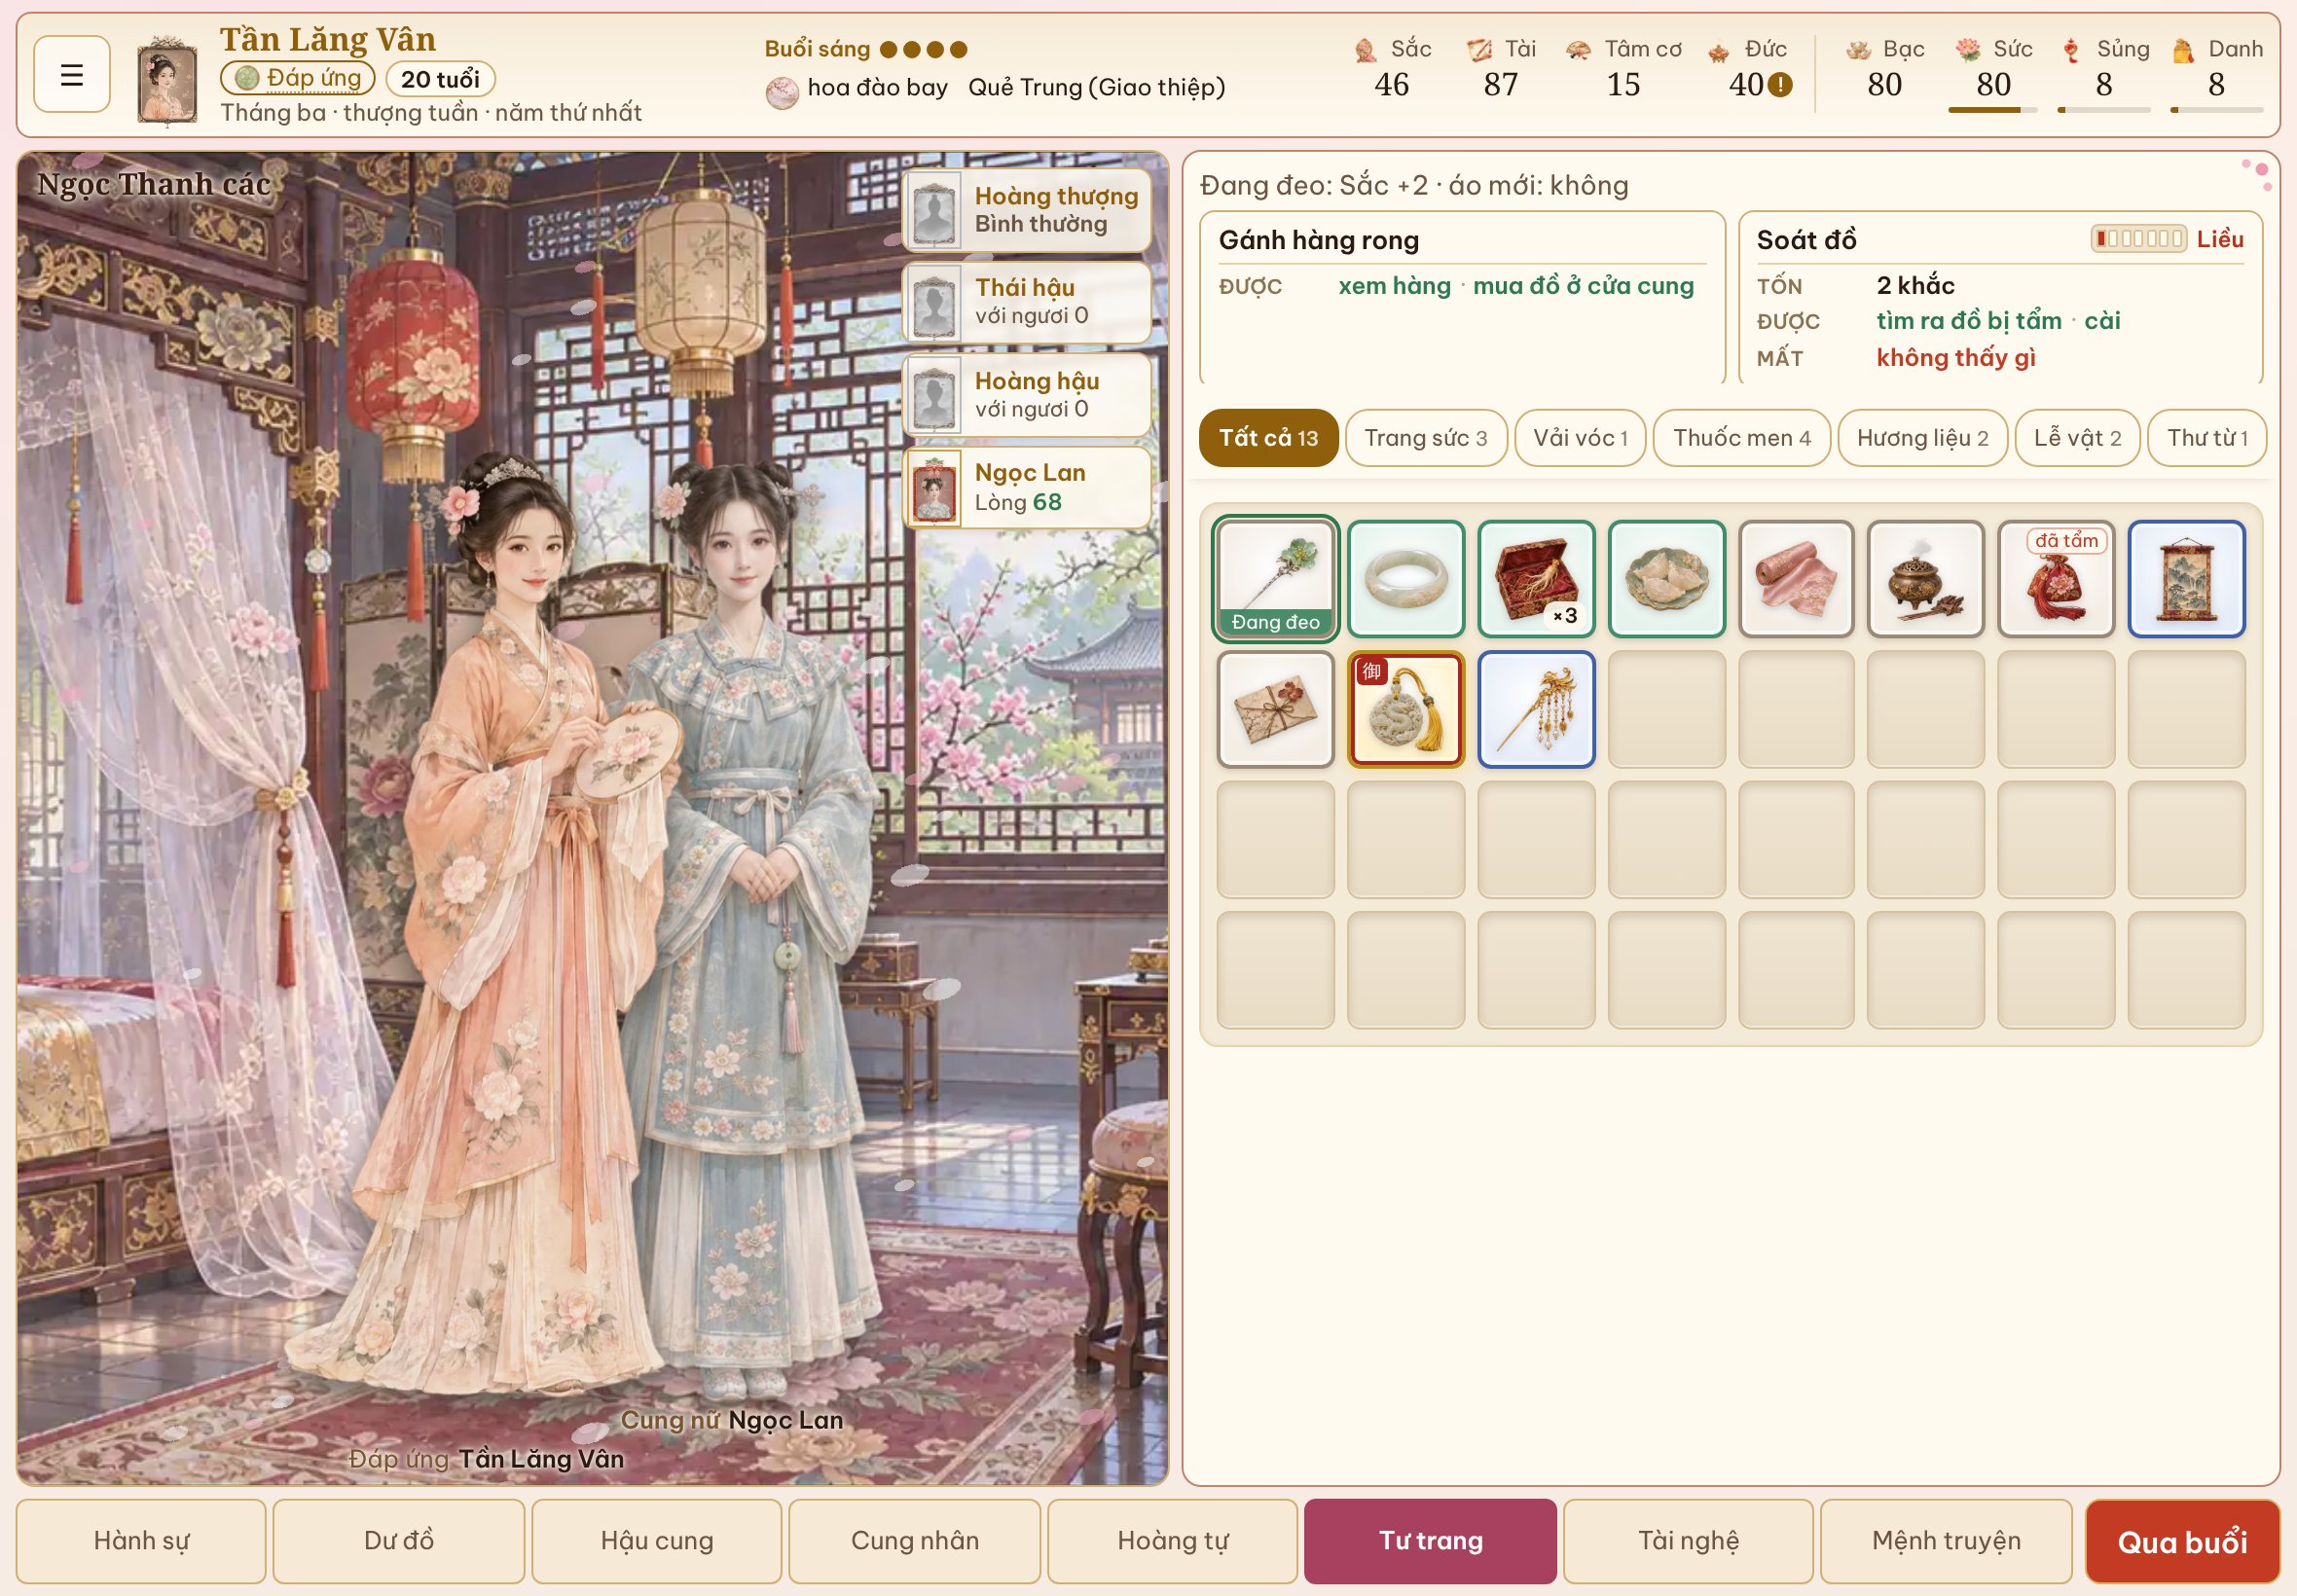 Tần Lăng Vân
Đáp ứng 20 tuổi
Tháng ba · thượng tuần · năm thứ nhất
Buổi sáng
hoa đào bay Quẻ Trung (Giao thiệp)
Sắc Tài Tâm cơ Đức Bạc Sức Sủng Danh
46 87 15 40 ! 80 80 8 8
Ngọc Thanh các
Hoàng thượng
Bình thường
Thái hậu
với ngươi 0
Hoàng hậu
với ngươi 0
Ngọc Lan
Lòng 68
Cung nữ Ngọc Lan
Đáp ứng Tần Lăng Vân
Đang đeo: Sắc +2 · áo mới: không
Gánh hàng rong
ĐƯỢC xem hàng · mua đồ ở cửa cung
Soát đồ Liều
TỐN 2 khắc
ĐƯỢC tìm ra đồ bị tẩm · cài
MẤT không thấy gì
Tất cả 13 Trang sức 3 Vải vóc 1 Thuốc men 4 Hương liệu 2 Lễ vật 2 Thư từ 1
đã tẩm
×3
Đang đeo
御
Hành sự Dư đồ Hậu cung Cung nhân Hoàng tự Tư trang Tài nghệ Mệnh truyện Qua buổi